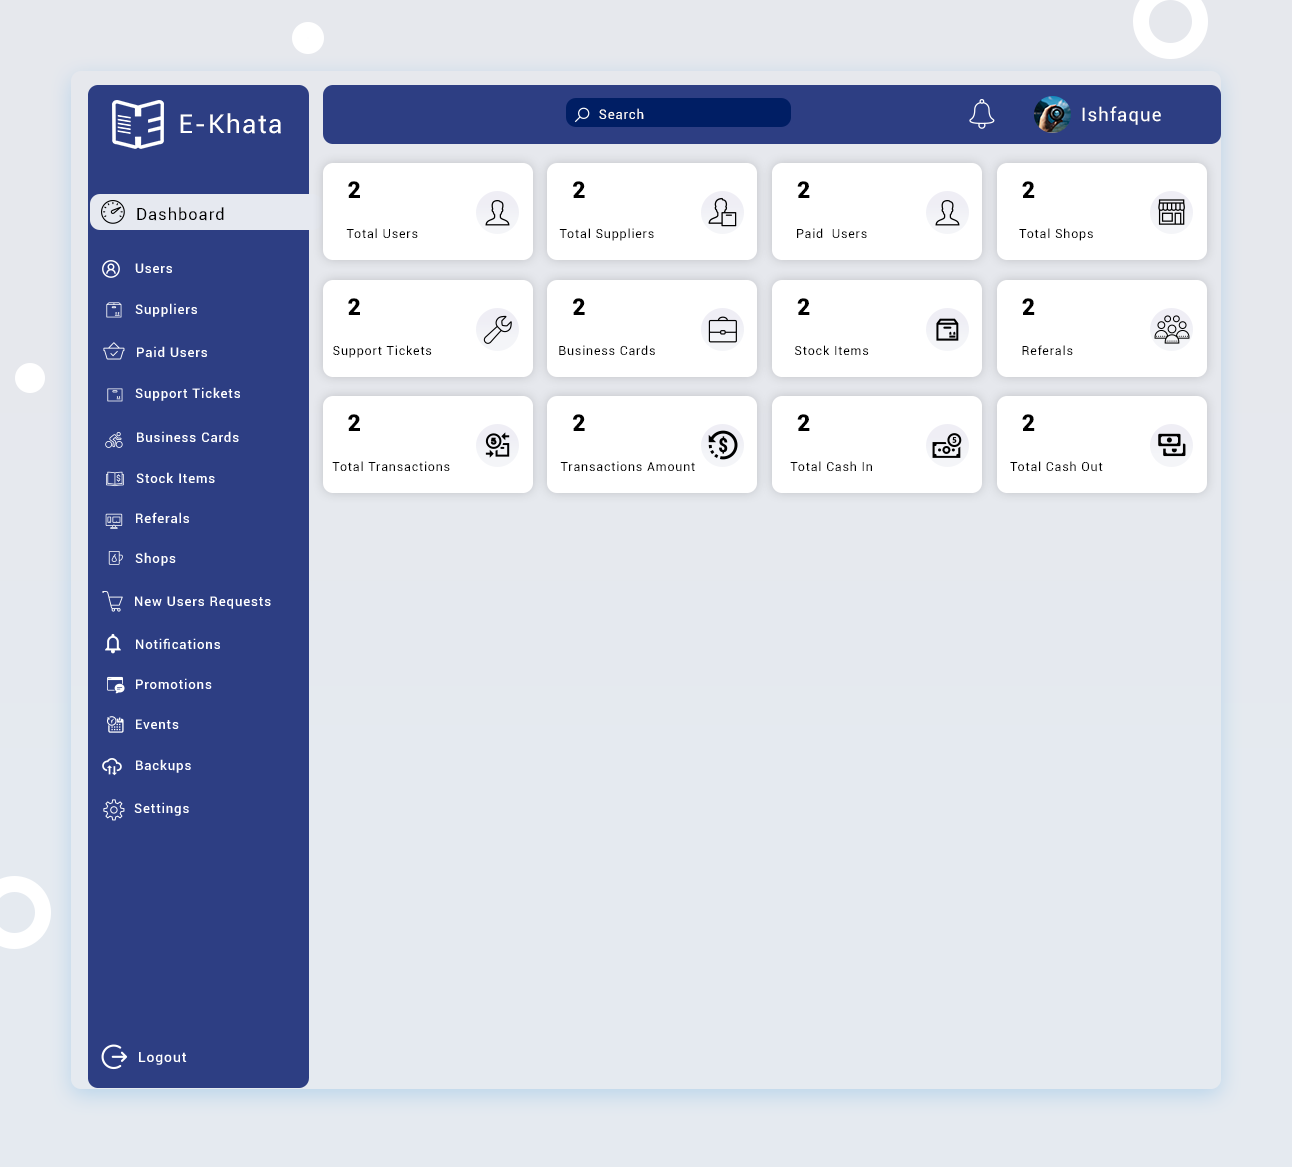 E-Khata
Search
Ishfaque
Dashboard
Users
Suppliers
Paid Users
Support Tickets
Business Cards
Stock Items
Referals
Shops
New Users Requests
Notifications
Promotions
Events
Backups
Settings
Logout
2
Total Users
2
Total Suppliers
2
Paid Users
2
Total Shops
2
Support Tickets
2
Business Cards
2
Stock Items
2
Referals
2
Total Transactions
2
Transactions Amount
2
Total Cash In
2
Total Cash Out